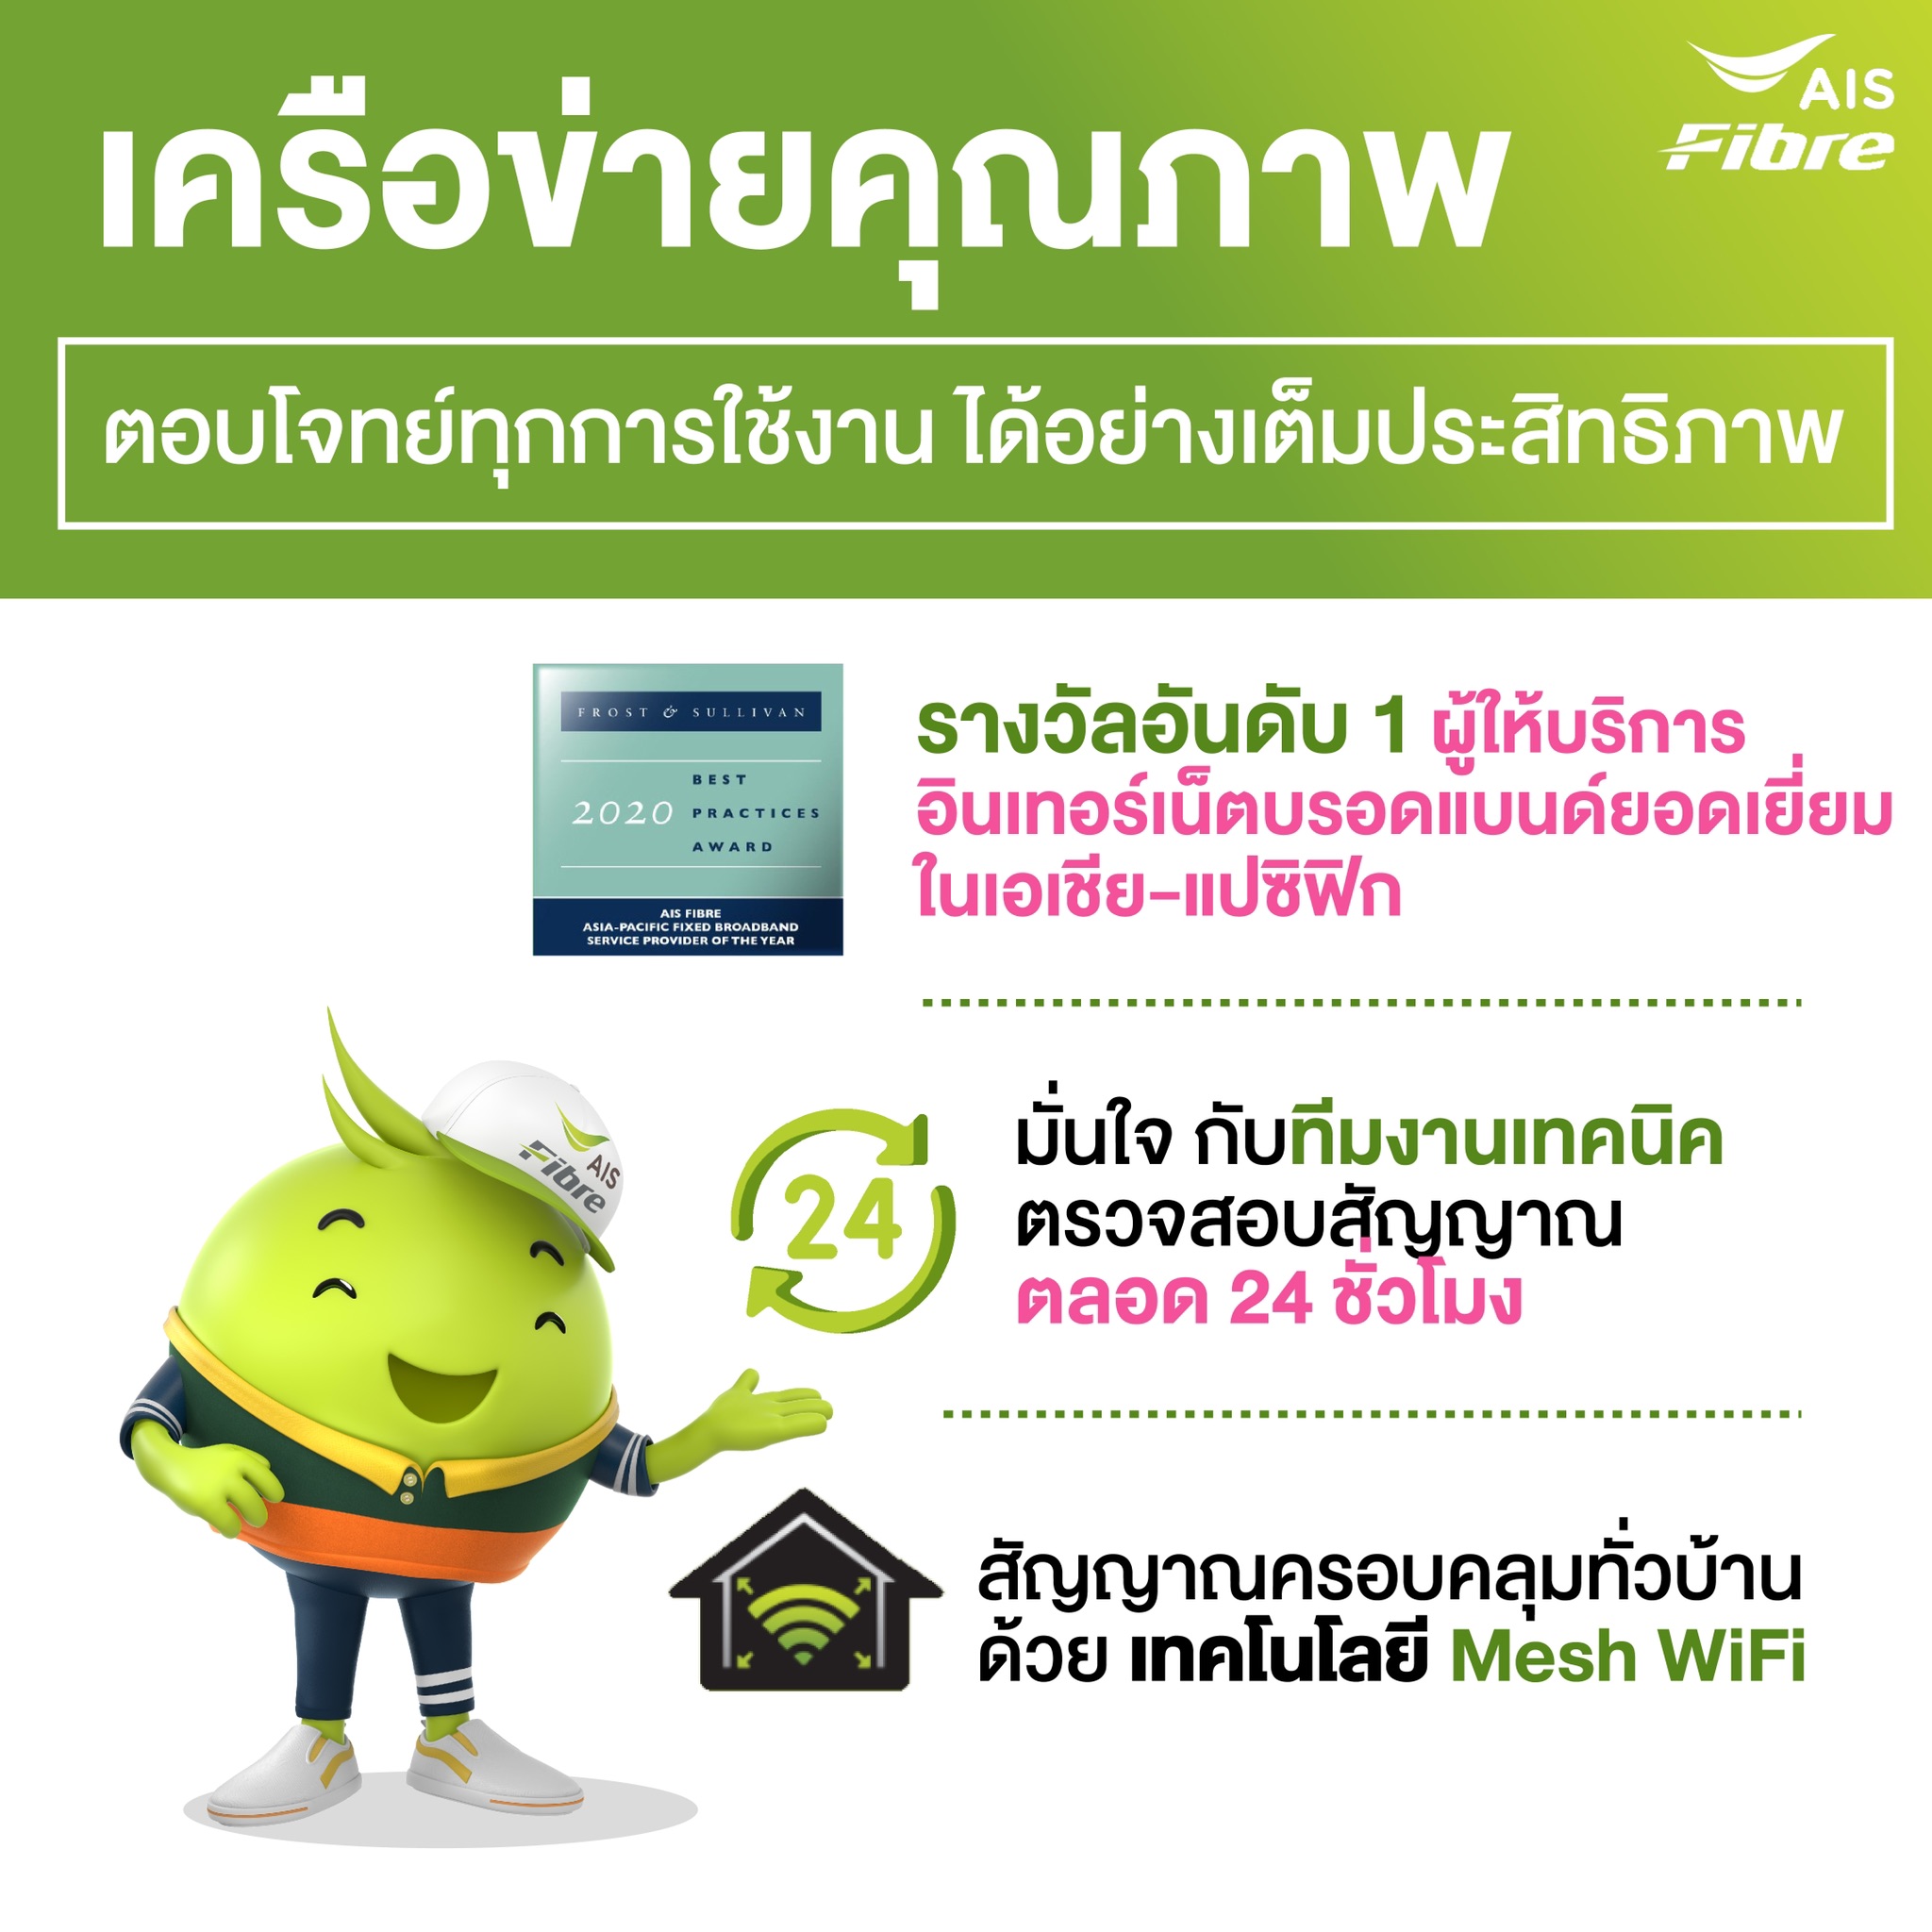 เครือข่ายคุณภาพ
AIS
Fibre
ตอบโจทย์ทุกการใช้งาน ได้อย่างเต็มประสิทธิภาพ
FROST & SULLIVAN
BEST
2020 PRACTICES
AWARD
AIS FIBRE
ASIA-PACIFIC FIXED BROADBAND
SERVICE PROVIDER OF THE YEAR
รางวัลอันดับ 1 ผู้ให้บริการ
อินเทอร์เน็ตบรอดแบนด์ยอดเยี่ยม
ในเอเชีย-แปซิฟิก
AIS
Fibre
24
มั่นใจ กับทีมงานเทคนิค
ตรวจสอบสัญญาณ
ตลอด 24 ชั่วโมง
สัญญาณครอบคลุมทั่วบ้าน
ด้วย เทคโนโลยี Mesh WiFi